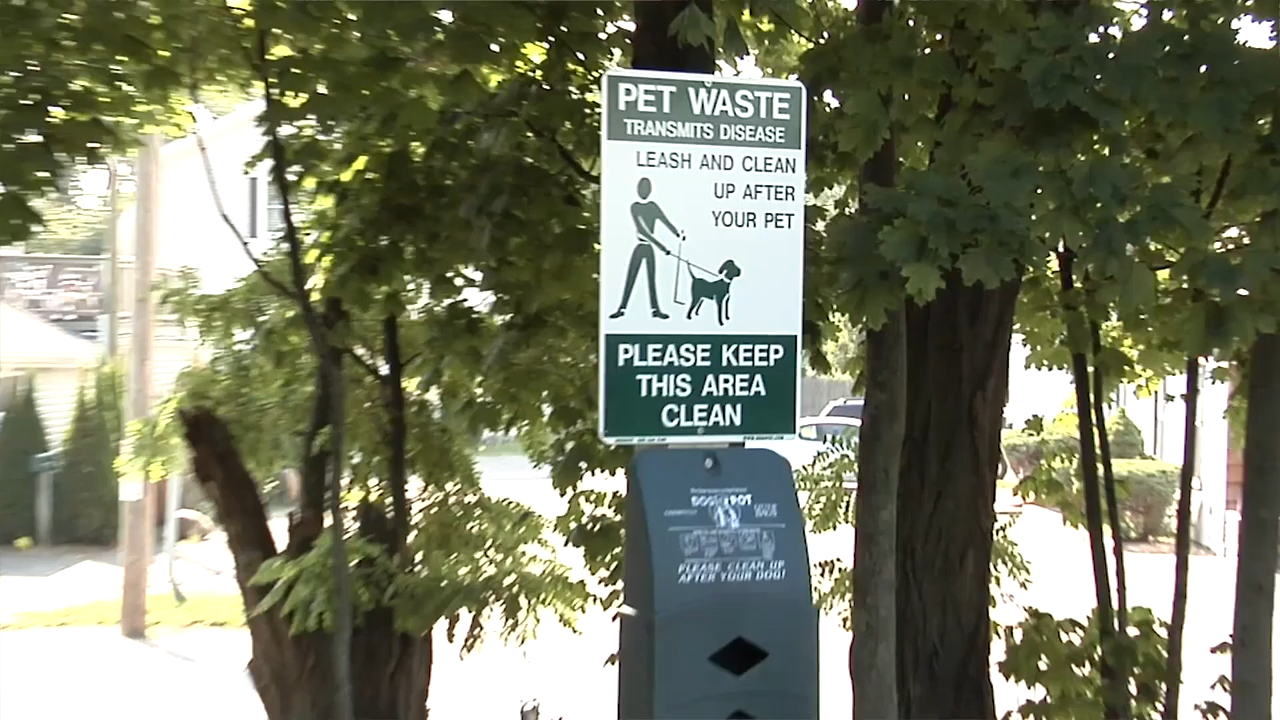 PET WASTE
TRANSMITS DISEASE
LEASH AND CLEAN
UP AFTER
YOUR PET
PLEASE KEEP
THIS AREA
CLEAN
PLEASE CLEAN UP
AFTER YOUR DOG!